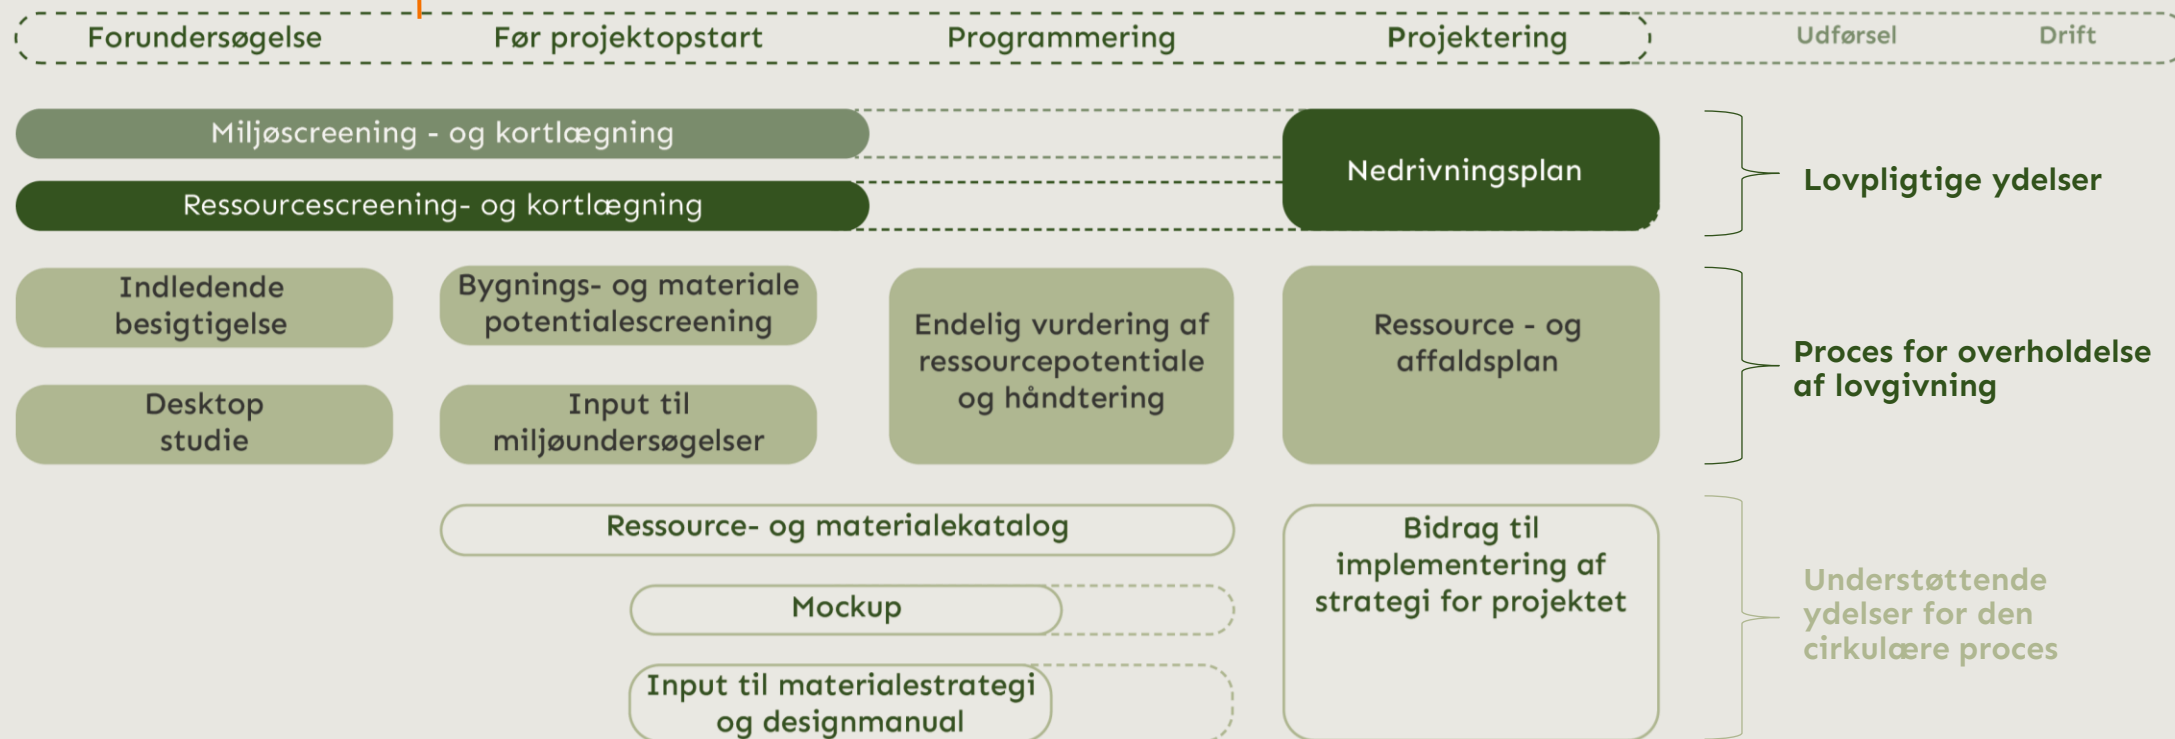 Forundersøgelse
Før projektopstart
Programmering
Projektering
Udførsel
Drift
Miljøscreening - og kortlægning
Ressourcescreening- og kortlægning
Nedrivningsplan
Lovpligtige ydelser
Indledende
besigtigelse
Bygnings- og materiale
potentialescreening
Endelig vurdering af
ressourcepotentiale
og håndtering
Ressource - og
affaldsplan
Desktop
studie
Input til
miljøundersøgelser
Proces for overholdelse
af lovgivning
Ressource- og materialekatalog
Mockup
Input til materialestrategi
og designmanual
Bidrag til
implementering af
strategi for projektet
Understøttende
ydelser for den
cirkulære proces